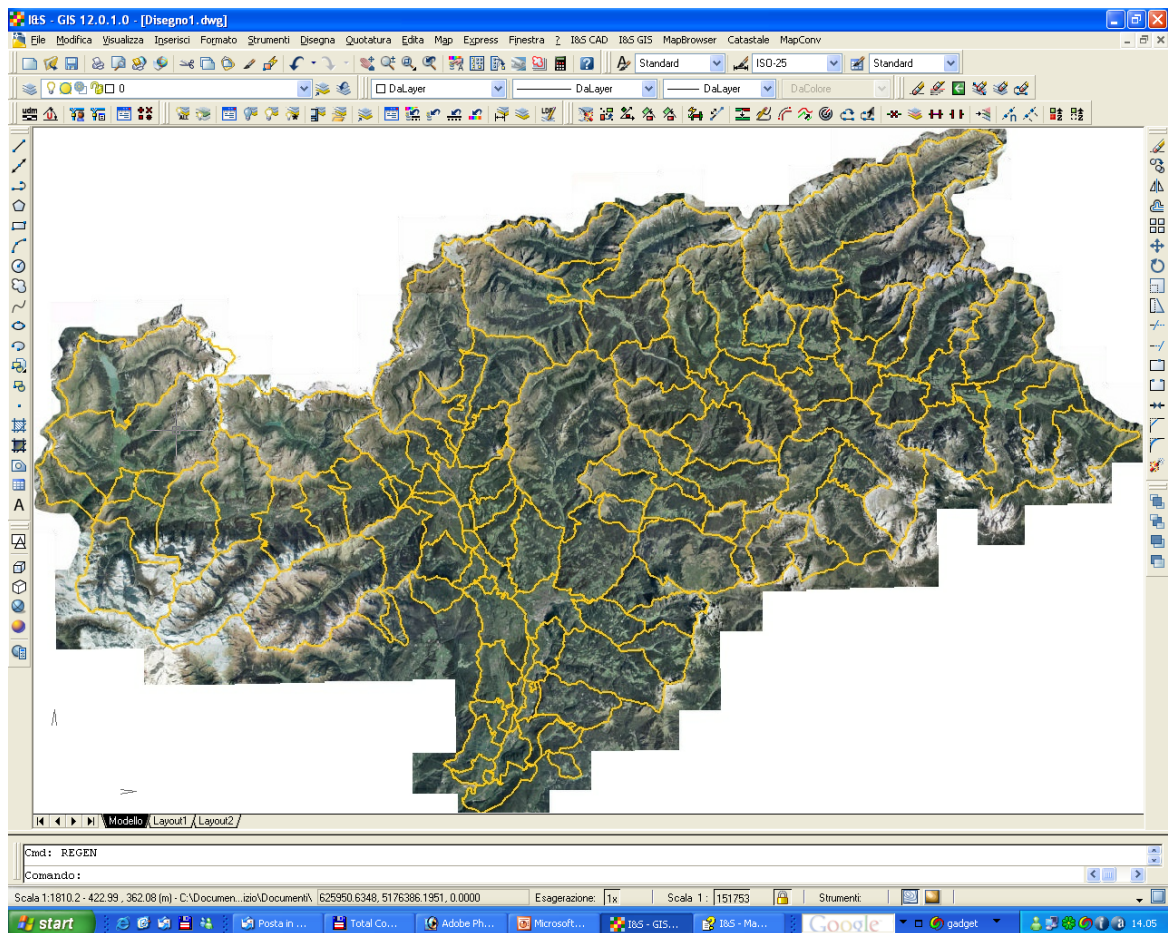 I&S - GIS 12.0.1.0 - [Disegno1.dwg]
File Modifica Visualizza Inserisci Formato Strumenti Disegna Quotatura Edita Map Express Finestra ? I&S CAD I&S GIS MapBrowser Catastale MapConv
Standard ISO-25 Standard
0 DaLayer DaLayer DaLayer DaColore
udm
A
Modello Layout1 Layout2
Cmd: REGEN
Comando:
Scala 1:1810.2 - 422.99 , 362.08 (m) - C:\Documen...izio\Documenti\ 625950.6348, 5176386.1951, 0.0000 Esagerazione: 1x Scala 1 : 151753 Strumenti:
start Posta in ... Total Co... Adobe Ph... Microsoft... I&S - GIS... I&S - Ma... Google gadget 14.05